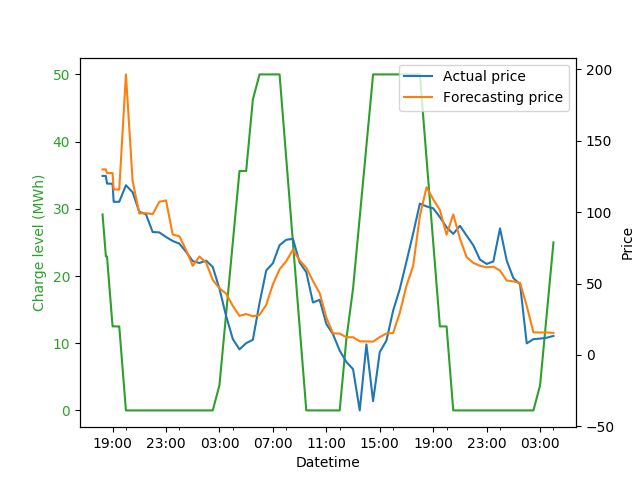 Actual price
Forecasting price
Charge level (MWh)
50
40
30
20
10
0
200
150
100
50
0
−50
Price
19:00 23:00 03:00 07:00 11:00 15:00 19:00 23:00 03:00
Datetime